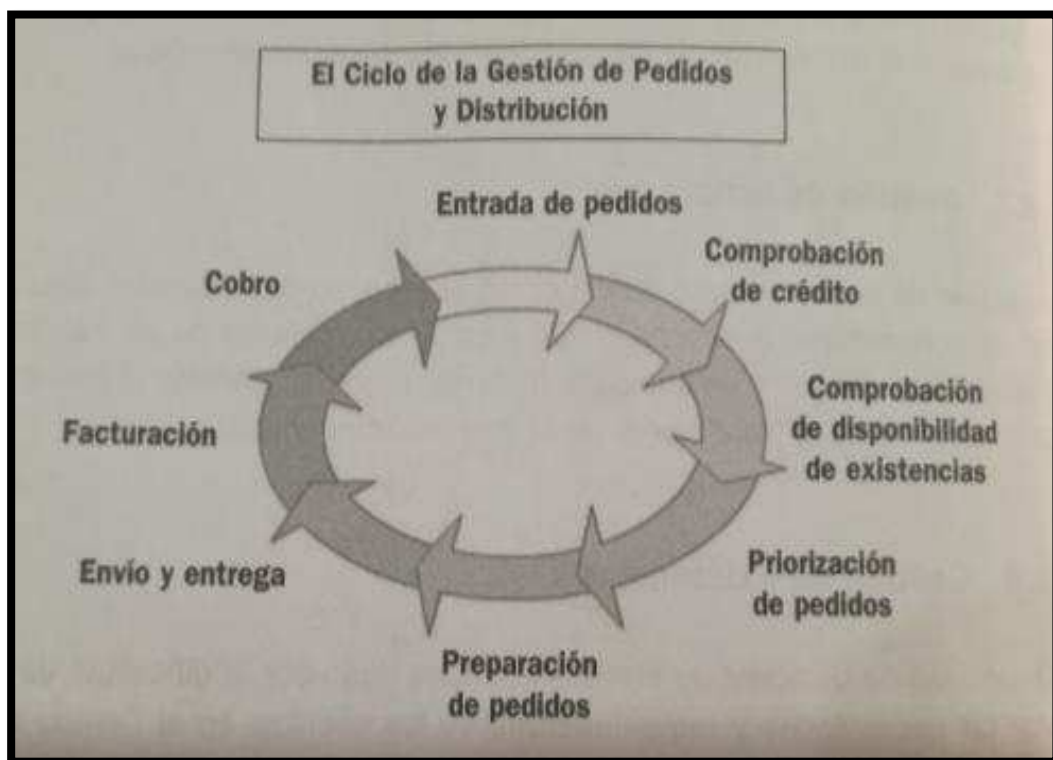 El Ciclo de la Gestión de Pedidos
y Distribución
Entrada de pedidos
Comprobación
de crédito
Comprobación
de disponibilidad
de existencias
Priorización
de pedidos
Preparación
de pedidos
Envío y entrega
Facturación
Cobro